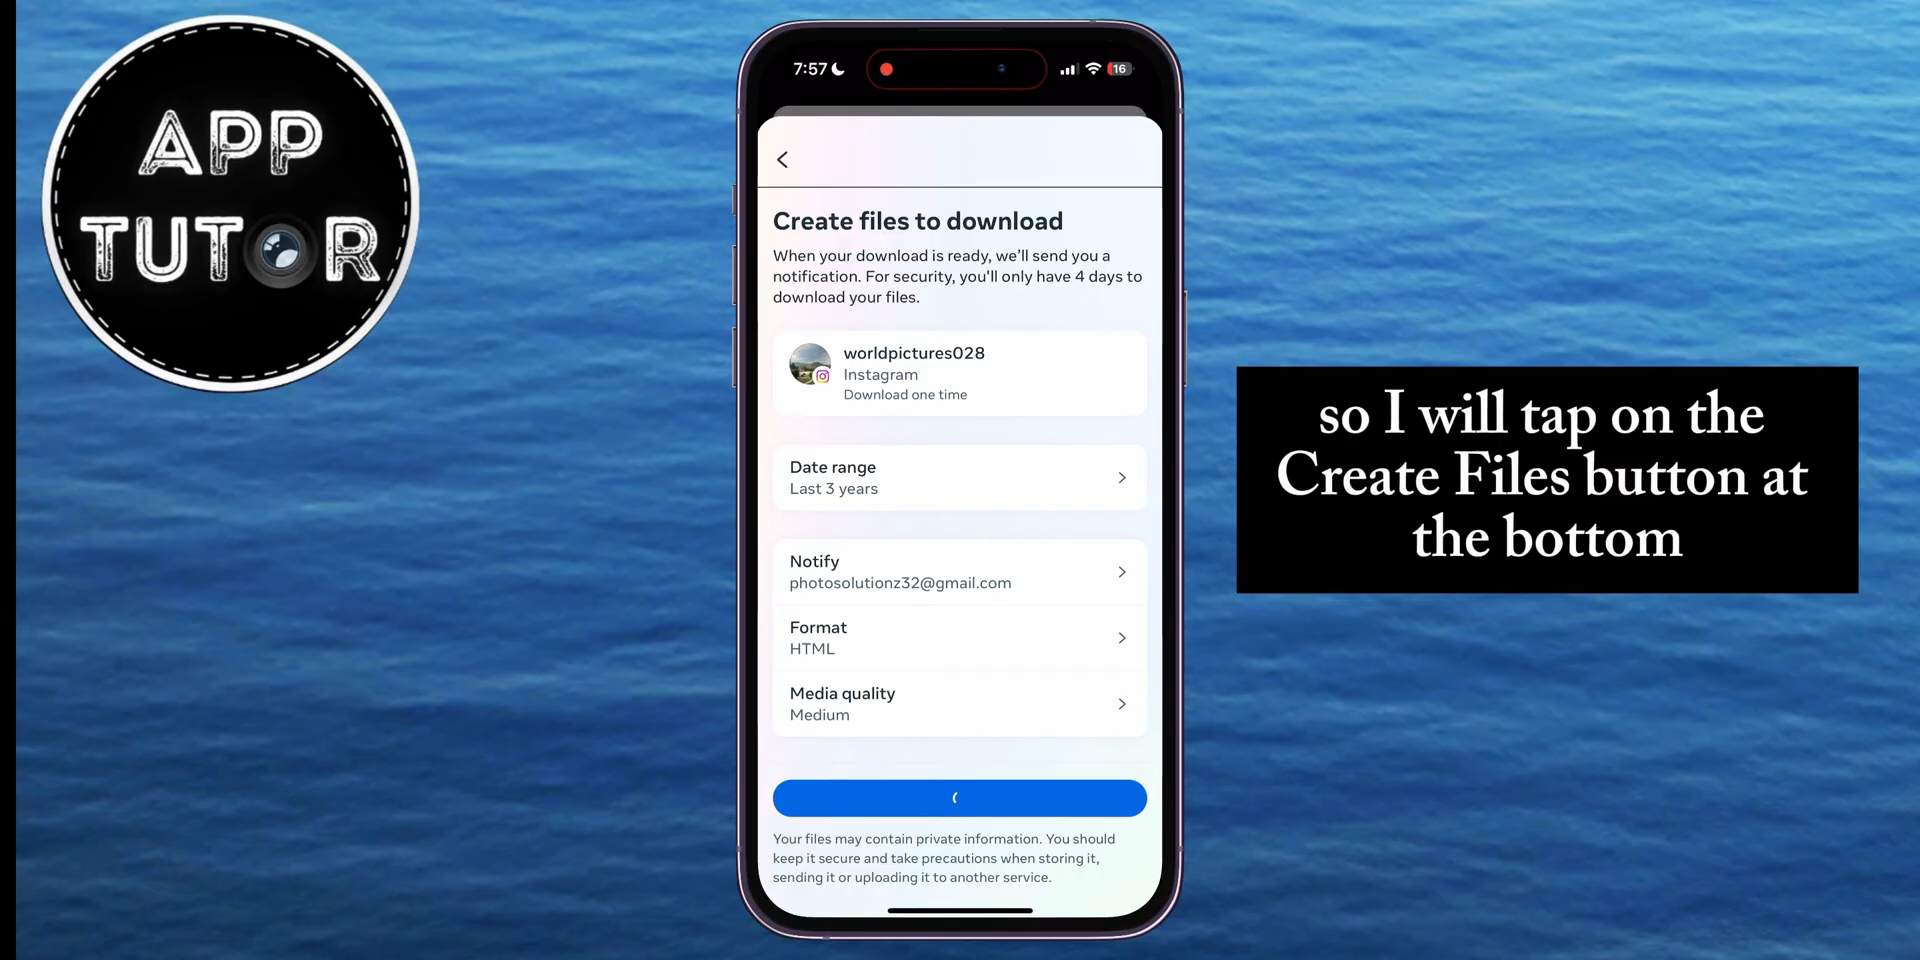 APP
TUTOR
7:57
16
Create files to download
When your download is ready, we'll send you a
notification. For security, you'll only have 4 days to
download your files.
worldpictures028
Instagram
Download one time
Date range
Last 3 years
Notify
photosolutionz32@gmail.com
Format
HTML
Media quality
Medium
Your files may contain private information. You should
keep it secure and take precautions when storing it,
sending it or uploading it to another service.
so I will tap on the
Create Files button at
the bottom